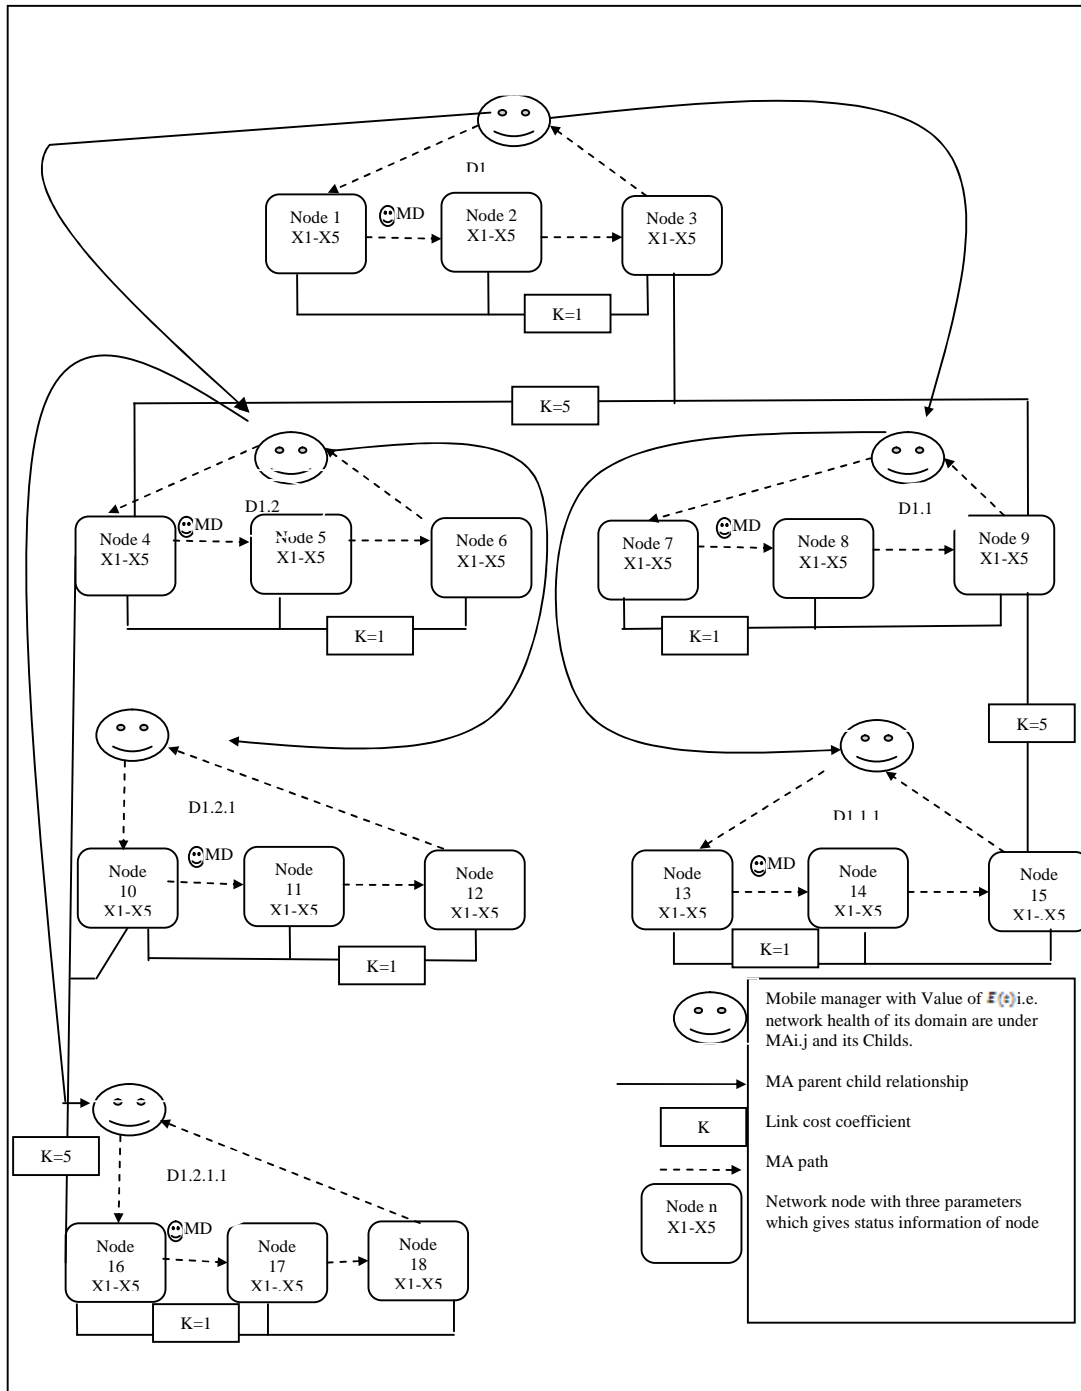 D1
Node 1
X1-X5
MD
Node 2
X1-X5
Node 3
X1-X5
K=1
K=5
D1.2
Node 4
X1-X5
MD
Node 5
X1-X5
Node 6
X1-X5
K=1
D1.1
Node 7
X1-X5
MD
Node 8
X1-X5
Node 9
X1-X5
K=1
K=5
D1.2.1
Node
10
X1-X5
MD
Node
11
X1-X5
Node
12
X1-X5
K=1
D1.1.1
Node
13
X1-X5
MD
Node
14
X1-X5
Node
15
X1-.X5
K=1
K=5
D1.2.1.1
Node
16
X1-X5
MD
Node
17
X1-.X5
Node
18
X1-X5
K=1
Mobile manager with Value of E(t) i.e.
network health of its domain are under
MAi.j and its Childs.
MA parent child relationship
K
Link cost coefficient
MA path
Node n
X1-X5
Network node with three parameters
which gives status information of node